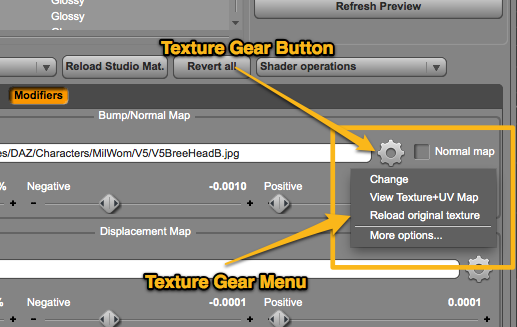 Glossy
Glossy
Refresh Preview
Texture Gear Button
Reload Studio Mat.
Revert all
Shader operations
Modifiers
Bump/Normal Map
es/DAZ/Characters/MilWom/V5/V5BreeHeadB.jpg
Normal map
Change
View Texture+UV Map
Reload original texture
More options...
% Negative -0.0010 Positive
+ - + -
Displacement Map
Texture Gear Menu
% Negative -0.0001 Positive 0.0001
+ - + - +